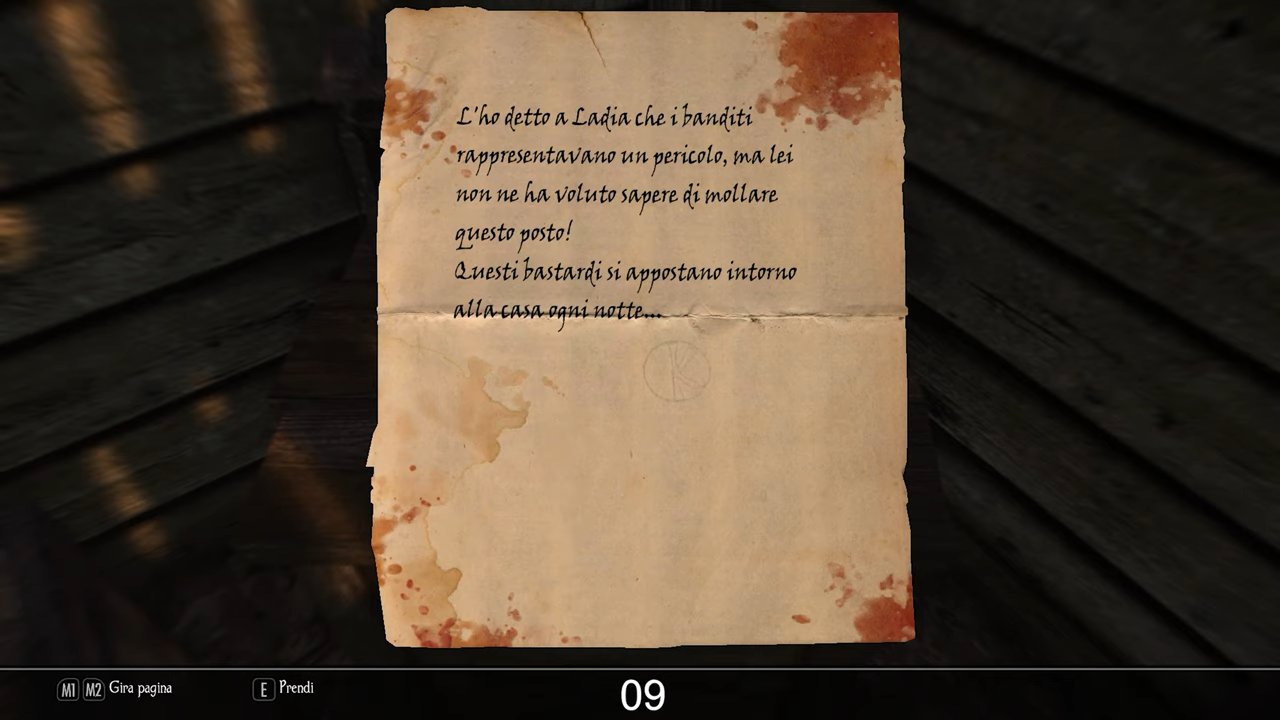 L'ho detto a Ladia che i banditi
rappresentavano un pericolo, ma lei
non ne ha voluto sapere di mollare
questo posto!
Questi bastardi si appostano intorno
alla casa ogni notte...
K
M1 M2 Gira pagina
E Prendi
09